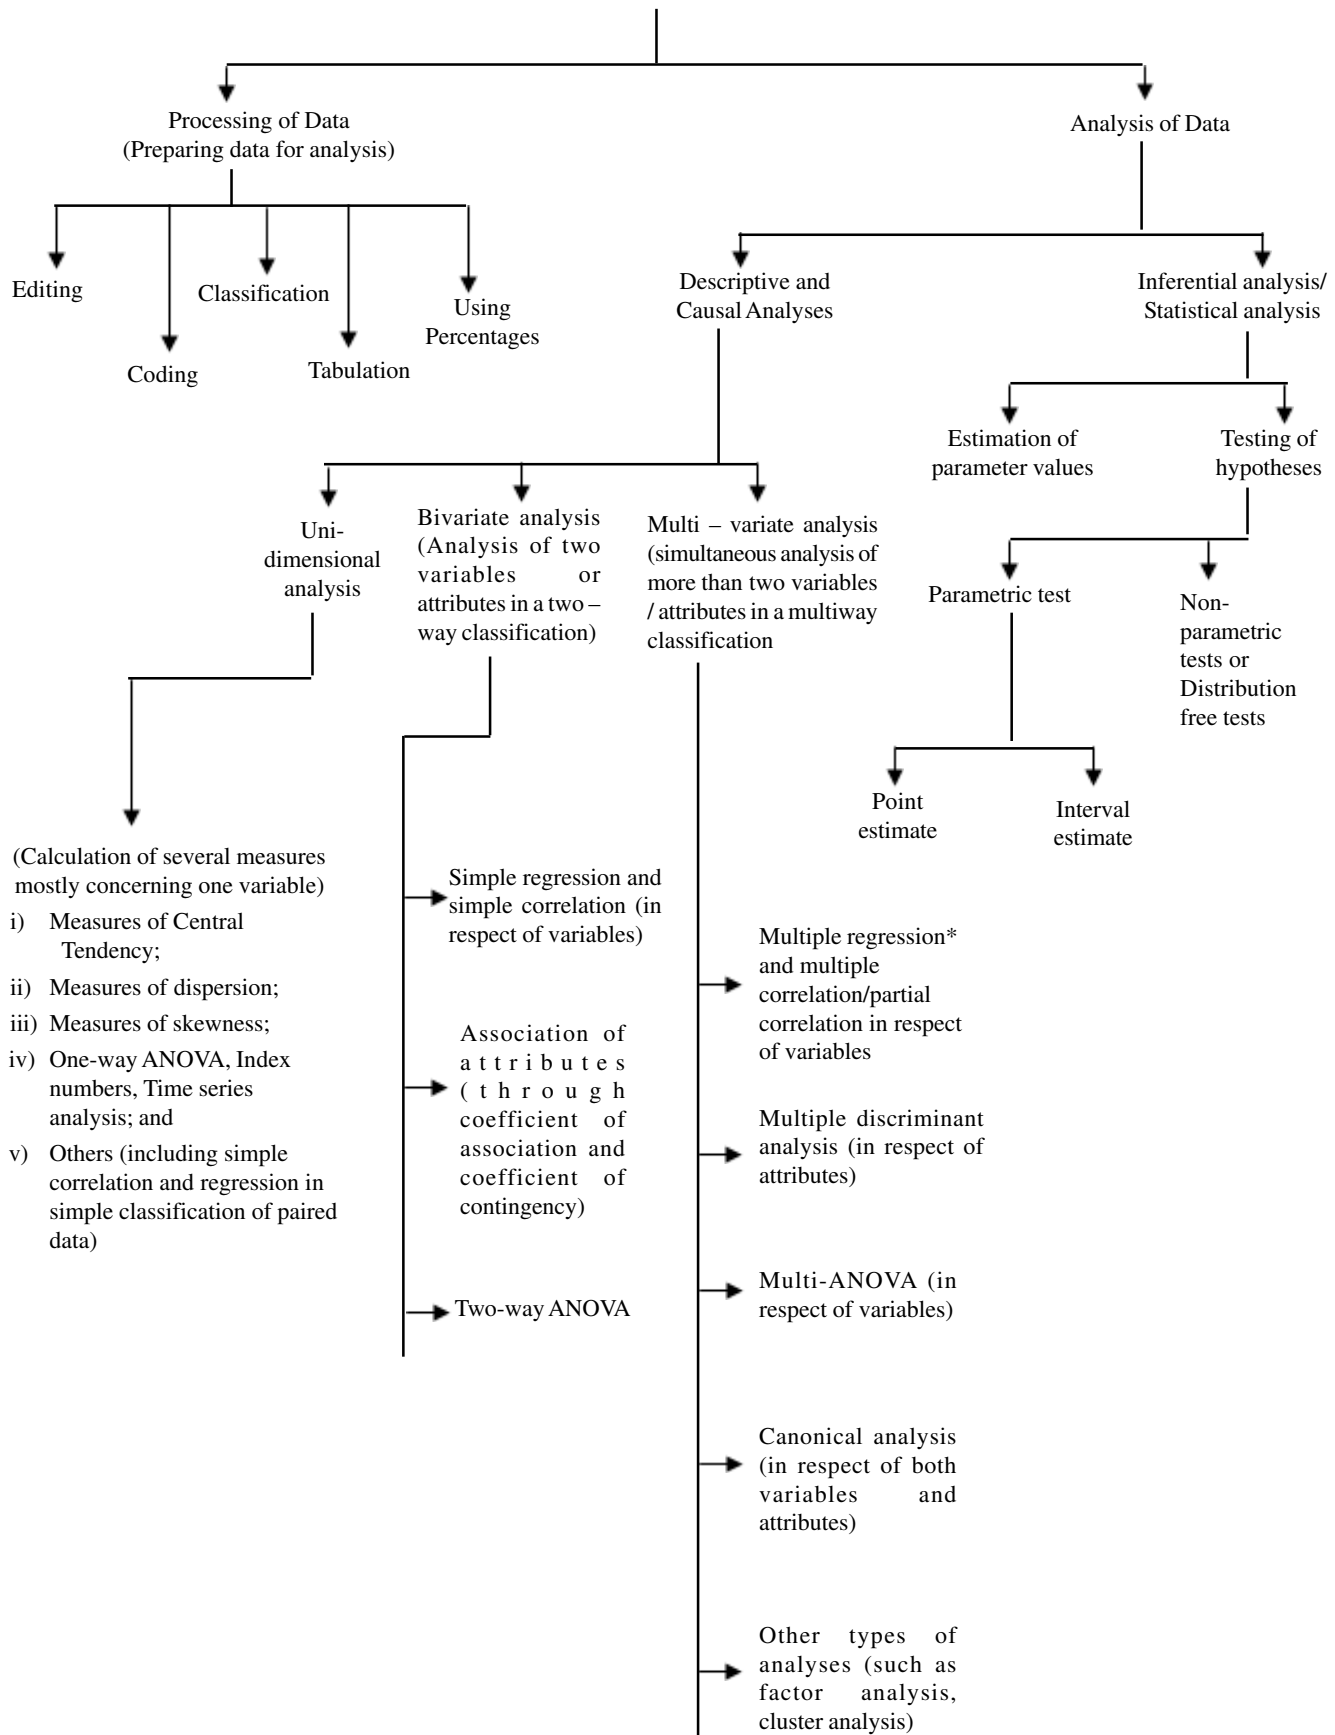 Processing of Data
(Preparing data for analysis)
Analysis of Data
Editing
Coding
Classification
Tabulation
Using
Percentages
Descriptive and
Causal Analyses
Inferential analysis/
Statistical analysis
Estimation of
parameter values
Testing of
hypotheses
Uni-
dimensional
analysis
Bivariate analysis
(Analysis of two
variables or
attributes in a two –
way classification)
Multi – variate analysis
(simultaneous analysis of
more than two variables
/ attributes in a multiway
classification
Parametric test
Non-
parametric
tests or
Distribution
free tests
Point
estimate
Interval
estimate
(Calculation of several measures
mostly concerning one variable)
i) Measures of Central
Tendency;
ii) Measures of dispersion;
iii) Measures of skewness;
iv) One-way ANOVA, Index
numbers, Time series
analysis; and
v) Others (including simple
correlation and regression in
simple classification of paired
data)
Simple regression and
simple correlation (in
respect of variables)
Association of
attributes
(through
coefficient of
association and
coefficient of
contingency)
Two-way ANOVA
Multiple regression*
and multiple
correlation/partial
correlation in respect
of variables
Multiple discriminant
analysis (in respect of
attributes)
Multi-ANOVA (in
respect of variables)
Canonical analysis
(in respect of both
variables and
attributes)
Other types of
analyses (such as
factor analysis,
cluster analysis)